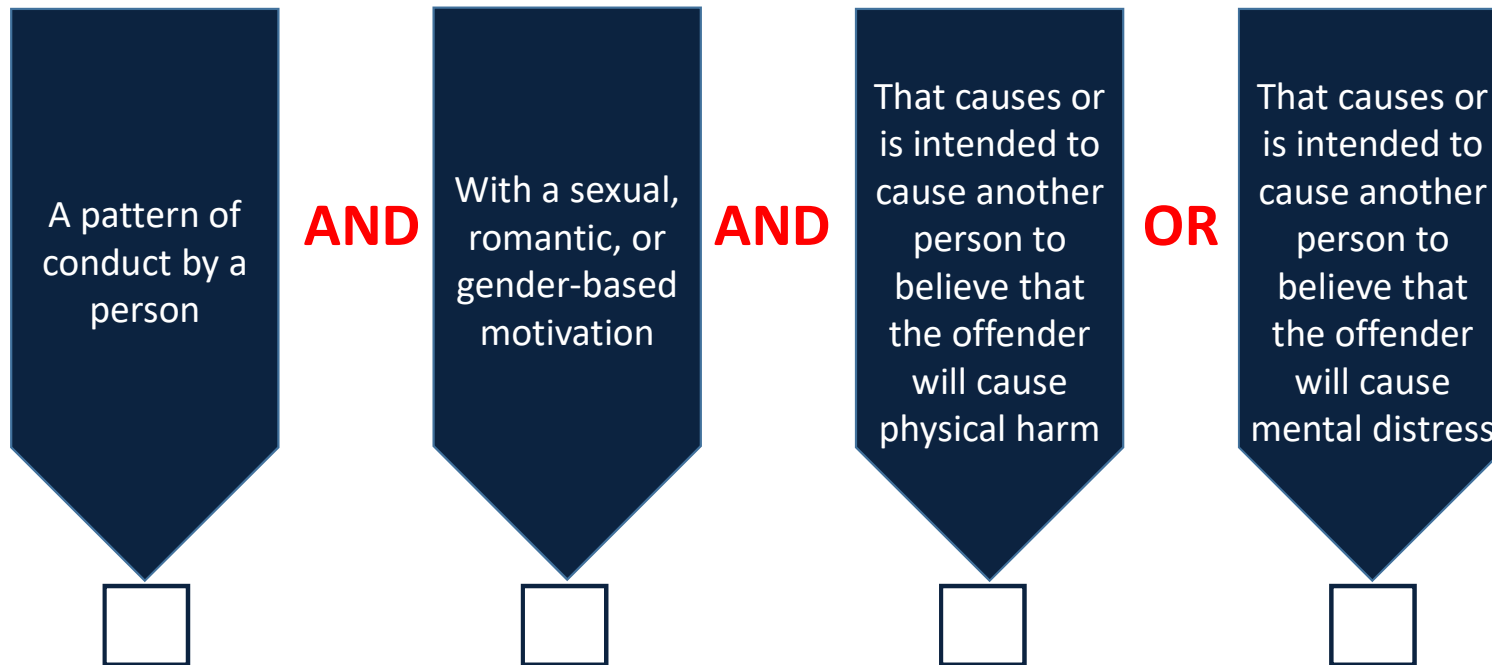 A pattern of
conduct by a
person
AND
With a sexual,
romantic, or
gender-based
motivation
AND
That causes or
is intended to
cause another
person to
believe that
the offender
will cause
physical harm
OR
That causes or
is intended to
cause another
person to
believe that
the offender
will cause
mental distress